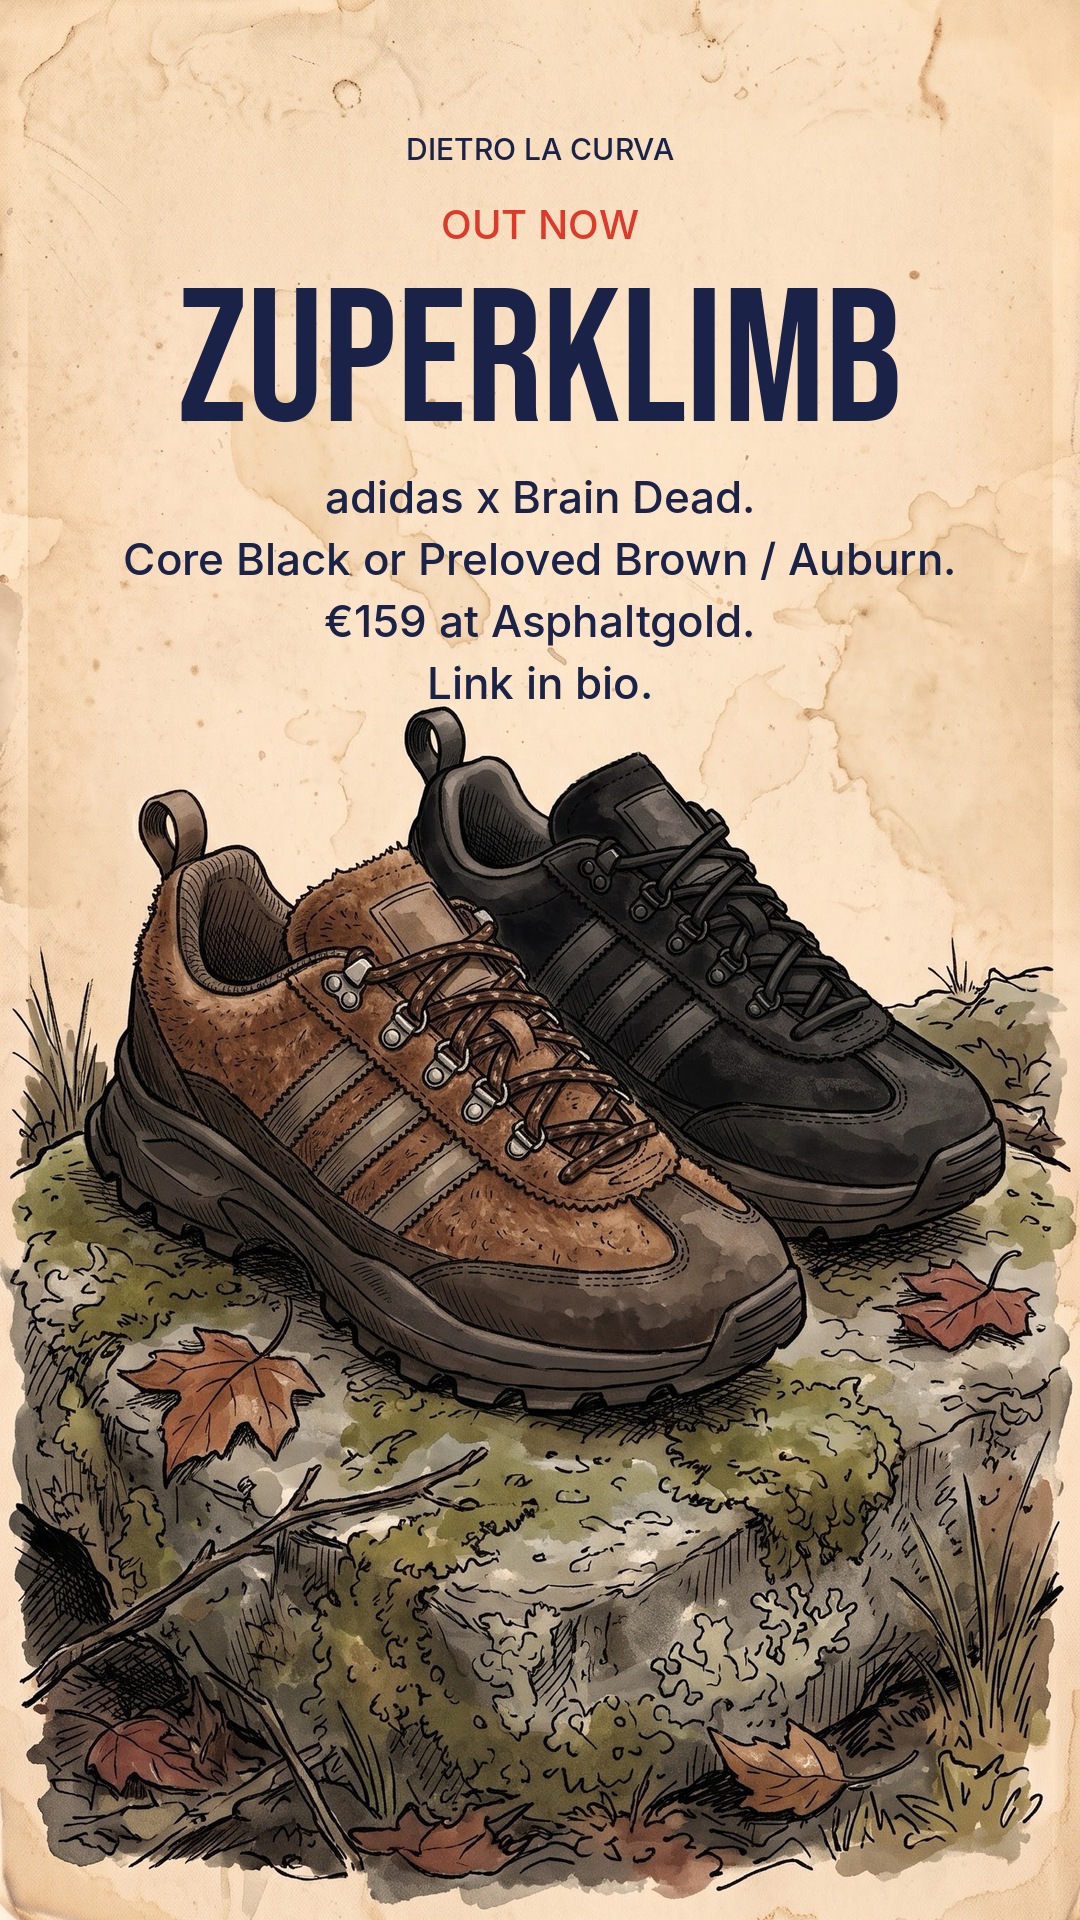 DIETRO LA CURVA
OUT NOW
ZUPERKLIMB
adidas x Brain Dead.
Core Black or Preloved Brown / Auburn.
€159 at Asphaltgold.
Link in bio.